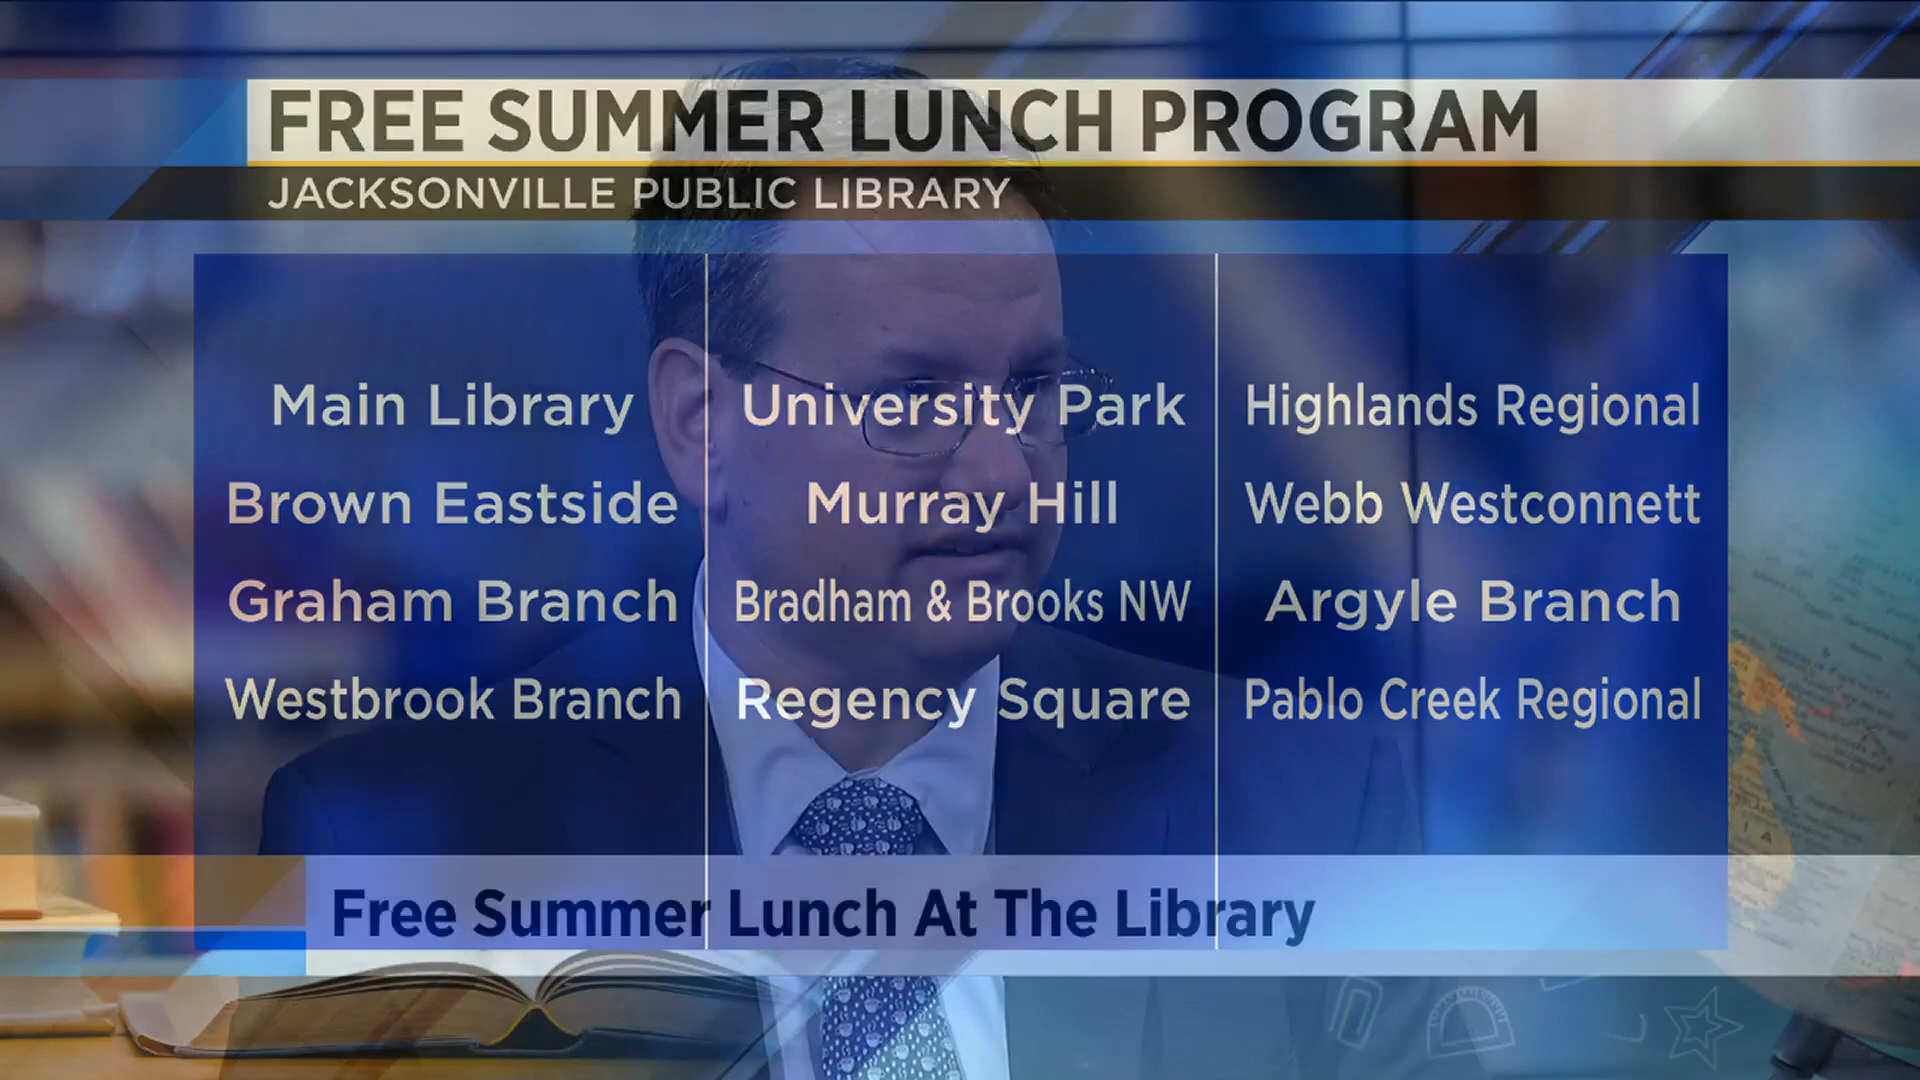 FREE SUMMER LUNCH PROGRAM
JACKSONVILLE PUBLIC LIBRARY
Main Library
Brown Eastside
Graham Branch
Westbrook Branch
University Park
Murray Hill
Bradham & Brooks NW
Regency Square
Highlands Regional
Webb Westconnett
Argyle Branch
Pablo Creek Regional
Free Summer Lunch At The Library